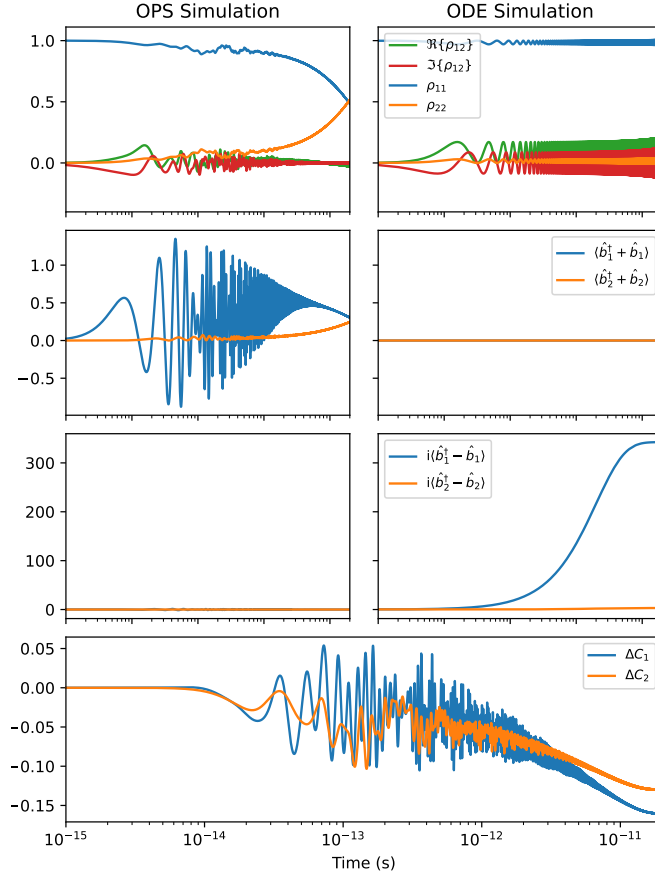 OPS Simulation
ODE Simulation
1.0
0.5
0.0
ℜ{ρ₁₂}
ℑ{ρ₁₂}
ρ₁₁
ρ₂₂
1.0
0.5
0.0
−0.5
⟨b̂₁† + b̂₁⟩
⟨b̂₂† + b̂₂⟩
300
200
100
0
i⟨b̂₁† − b̂₁⟩
i⟨b̂₂† − b̂₂⟩
0.05
0.00
−0.05
−0.10
−0.15
ΔC₁
ΔC₂
10⁻¹⁵
10⁻¹⁴
10⁻¹³
10⁻¹²
10⁻¹¹
Time (s)